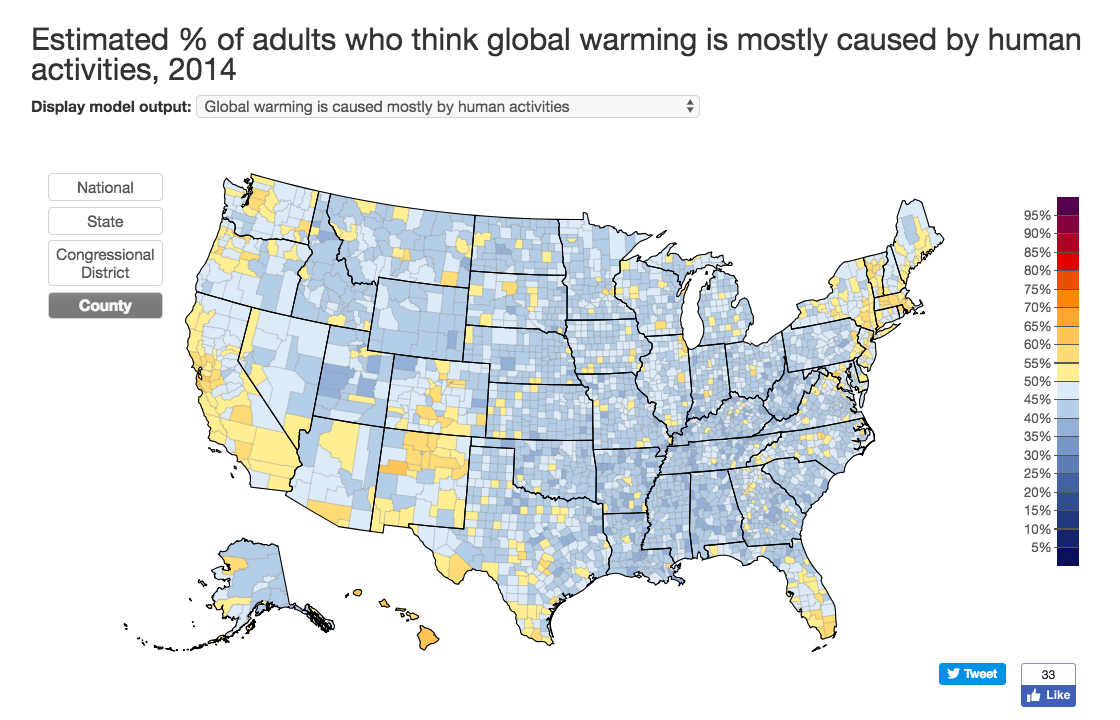 Estimated % of adults who think global warming is mostly caused by human
activities, 2014
Display model output: Global warming is caused mostly by human activities
National
State
Congressional
District
County
95%
90%
85%
80%
75%
70%
65%
60%
55%
50%
45%
40%
35%
30%
25%
20%
15%
10%
5%
Tweet
33
Like